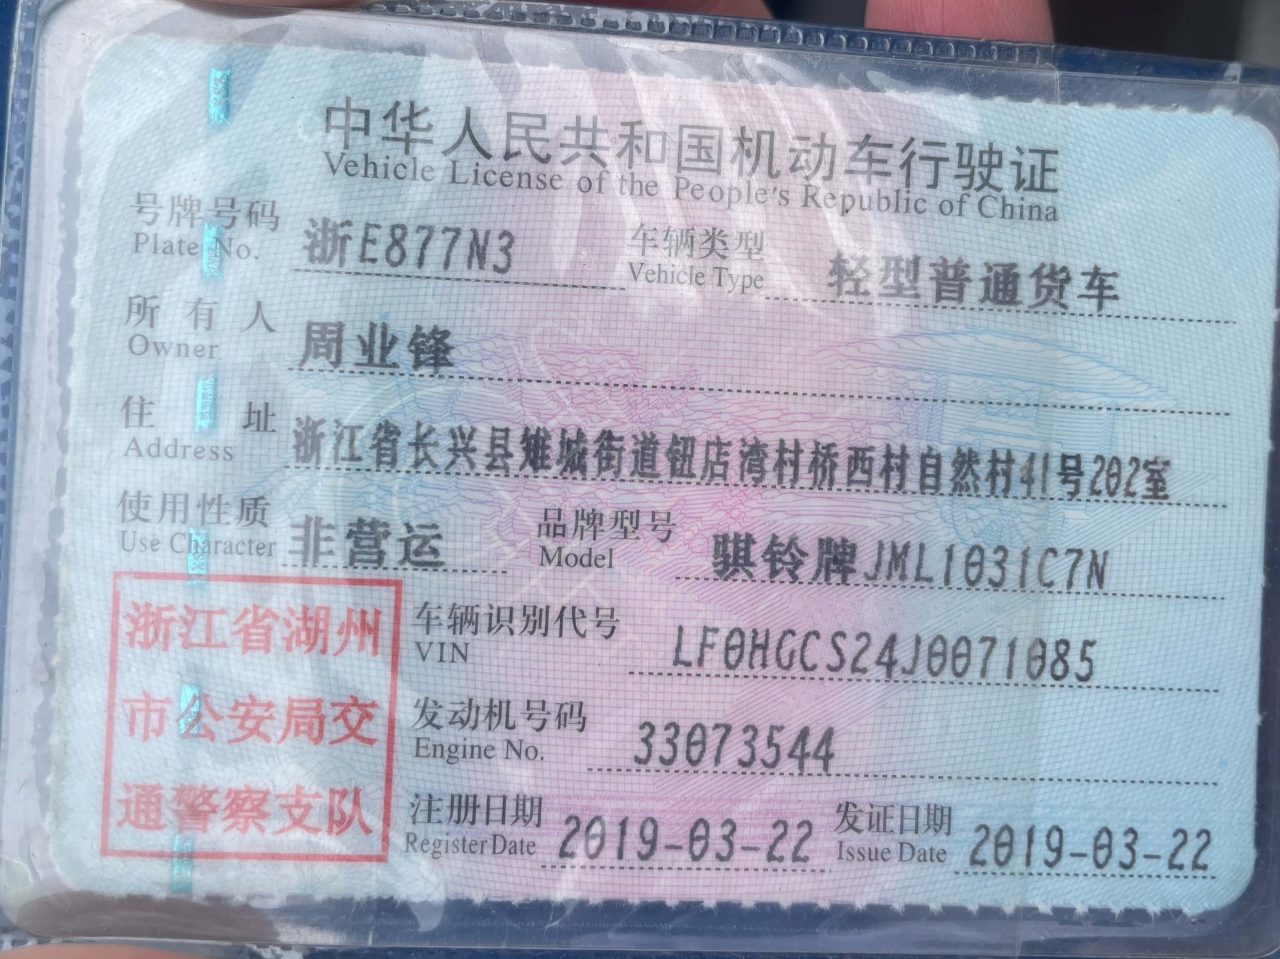 中华人民共和国机动车行驶证
Vehicle License of the People's Republic of China
号牌号码 浙E877N3 车辆类型 轻型普通货车
Plate No. Vehicle Type
所有人 周业锋
Owner
住址 浙江省长兴县雉城街道钮店湾村桥西村自然村41号202室
Address
使用性质 非营运 品牌型号 骐铃牌JML1031C7N
Use Character Model
车辆识别代号 LF0HGCS24J0071085
VIN
发动机号码 33073544
Engine No.
注册日期 2019-03-22 发证日期 2019-03-22
Register Date Issue Date
浙江省湖州
市公安局交
通警察支队